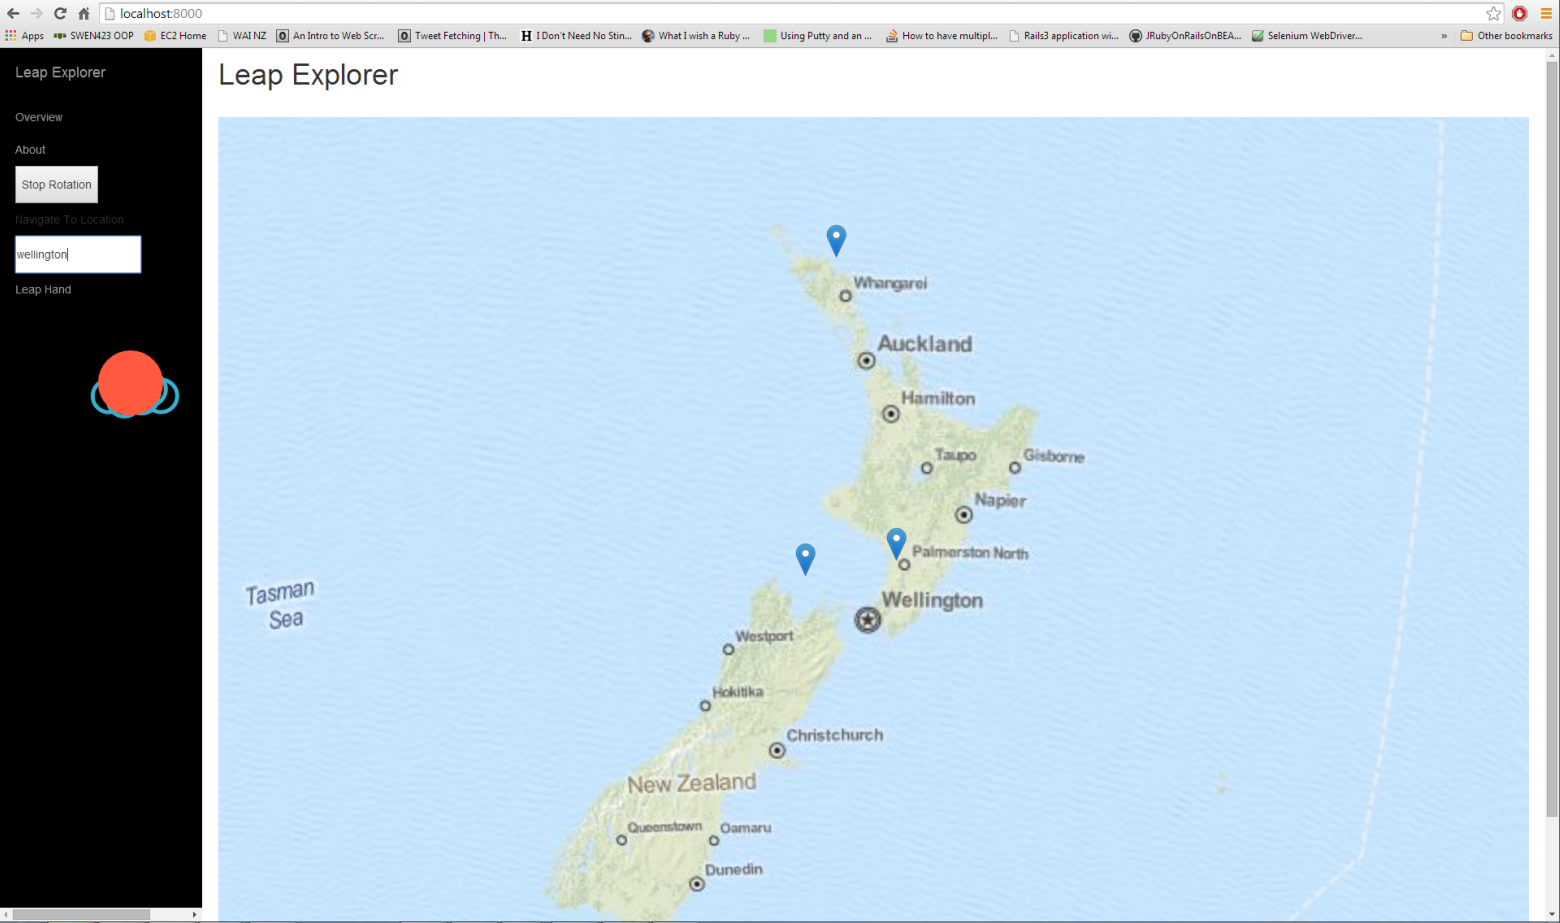 localhost:8000
Apps SWEN423 OOP EC2 Home WAI NZ An Intro to Web Scr... Tweet Fetching | Th... I Don't Need No Stin... What I wish a Ruby ... Using Putty and an ... How to have multipl... Rails3 application wi... JRubyOnRailsOnBEA... Selenium WebDriver... » Other bookmarks
Leap Explorer
Overview
About
Stop Rotation
Navigate To Location
wellington
Leap Hand
Leap Explorer
Whangarei
Auckland
Hamilton
Taupo
Gisborne
Napier
Palmerston North
Tasman
Sea
Wellington
Westport
Hokitika
Christchurch
New Zealand
Queenstown
Oamaru
Dunedin